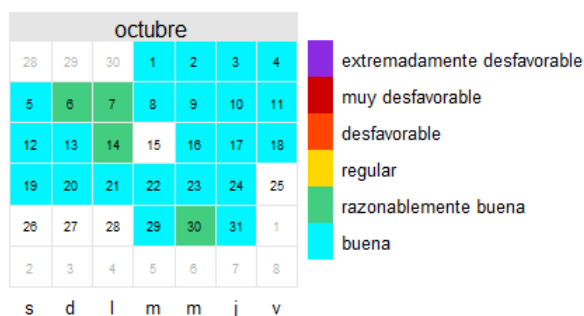 octubre
28 29 30 1 2 3 4
5 6 7 8 9 10 11
12 13 14 15 16 17 18
19 20 21 22 23 24 25
26 27 28 29 30 31 1
2 3 4 5 6 7 8
s d l m m j v
extremadamente desfavorable
muy desfavorable
desfavorable
regular
razonablemente buena
buena